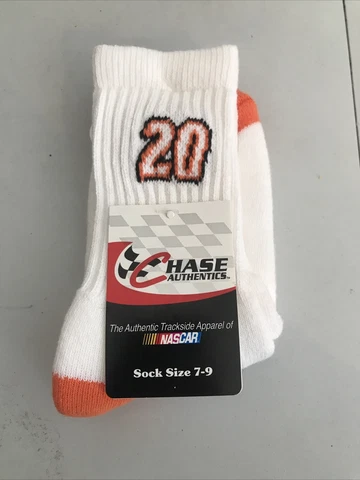 20
CHASE
AUTHENTICS
The Authentic Trackside Apparel of
NASCAR
Sock Size 7-9